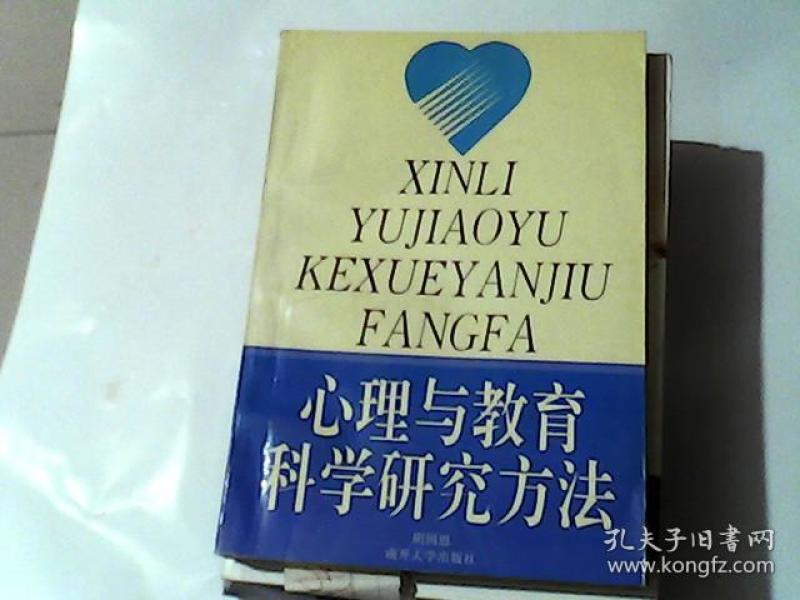 XINLI
YUJIAOYU
KEXUEYANJIU
FANGFA
心理与教育
科学研究方法
南开大学出版社
孔夫子旧书网
www.kongfz.com